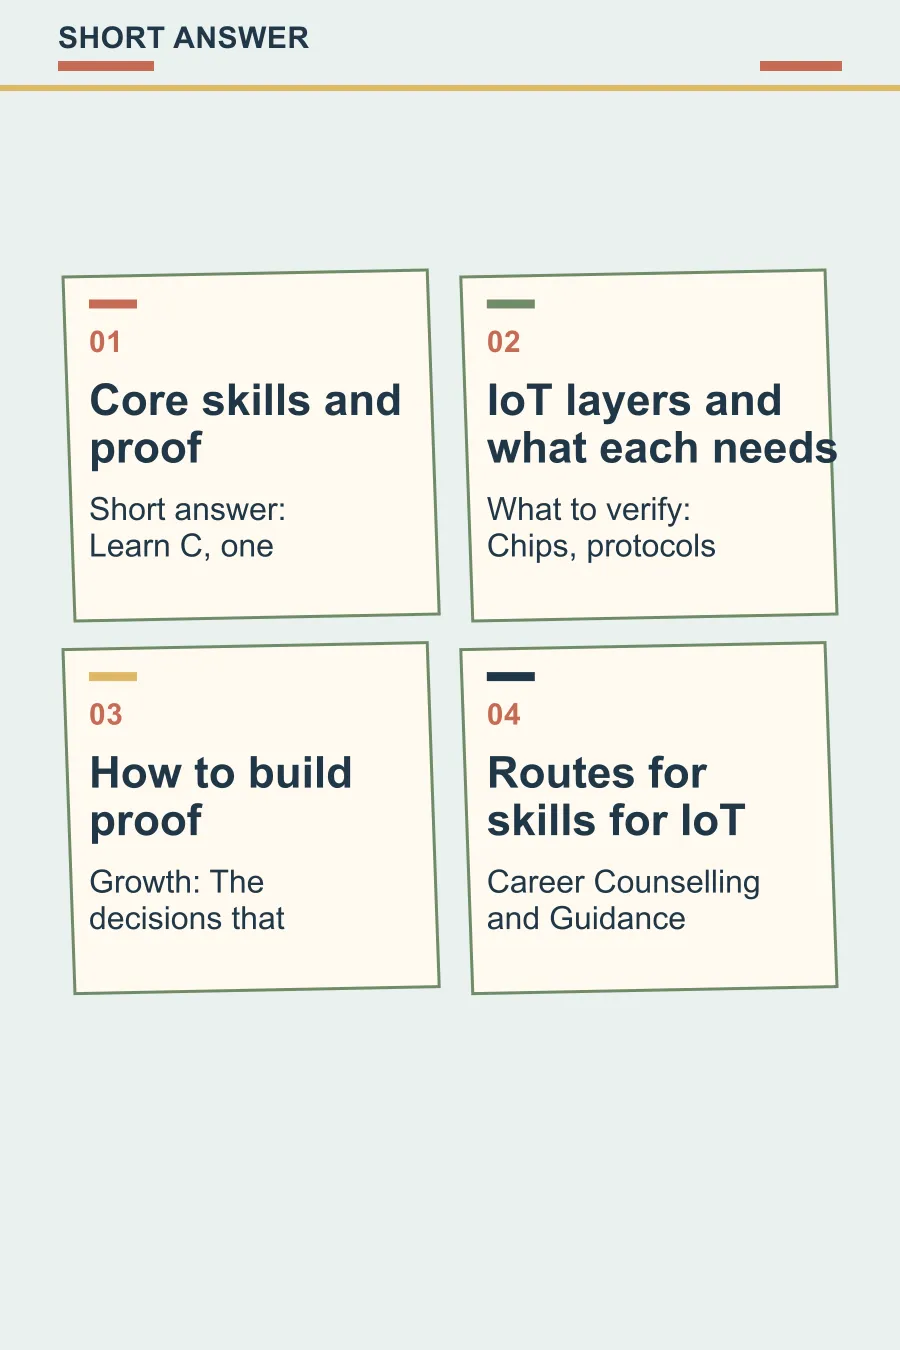 SHORT ANSWER
01
Core skills and
proof
Short answer:
Learn C, one
02
IoT layers and
what each needs
What to verify:
Chips, protocols
03
How to build
proof
Growth: The
decisions that
04
Routes for
skills for IoT
Career Counselling
and Guidance